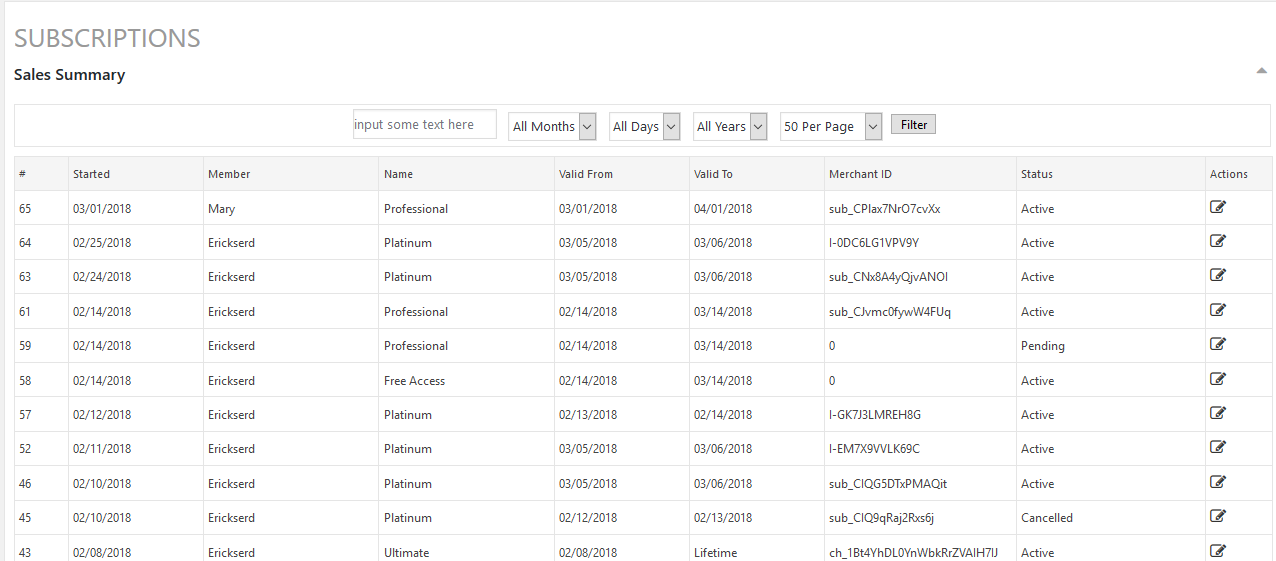 SUBSCRIPTIONS
Sales Summary
input some text here All Months All Days All Years 50 Per Page Filter
# Started Member Name Valid From Valid To Merchant ID Status Actions
65 03/01/2018 Mary Professional 03/01/2018 04/01/2018 sub_CPIax7NrO7cvXx Active
64 02/25/2018 Erickserd Platinum 03/05/2018 03/06/2018 I-0DC6LG1VPV9Y Active
63 02/24/2018 Erickserd Platinum 03/05/2018 03/06/2018 sub_CNx8A4yQjvANOI Active
61 02/14/2018 Erickserd Professional 02/14/2018 03/14/2018 sub_CJvmc0fywW4FUq Active
59 02/14/2018 Erickserd Professional 02/14/2018 03/14/2018 0 Pending
58 02/14/2018 Erickserd Free Access 02/14/2018 03/14/2018 0 Active
57 02/12/2018 Erickserd Platinum 02/13/2018 02/14/2018 I-GK7J3LMREH8G Active
52 02/11/2018 Erickserd Platinum 03/05/2018 03/06/2018 I-EM7X9VVLK69C Active
46 02/10/2018 Erickserd Platinum 03/05/2018 03/06/2018 sub_CIQG5DTxPMAQit Active
45 02/10/2018 Erickserd Platinum 02/12/2018 02/13/2018 sub_CIQ9qRaj2Rxs6j Cancelled
43 02/08/2018 Erickserd Ultimate 02/08/2018 Lifetime ch_1Bt4YhDL0YnWbkRrZVAIH7IJ Active